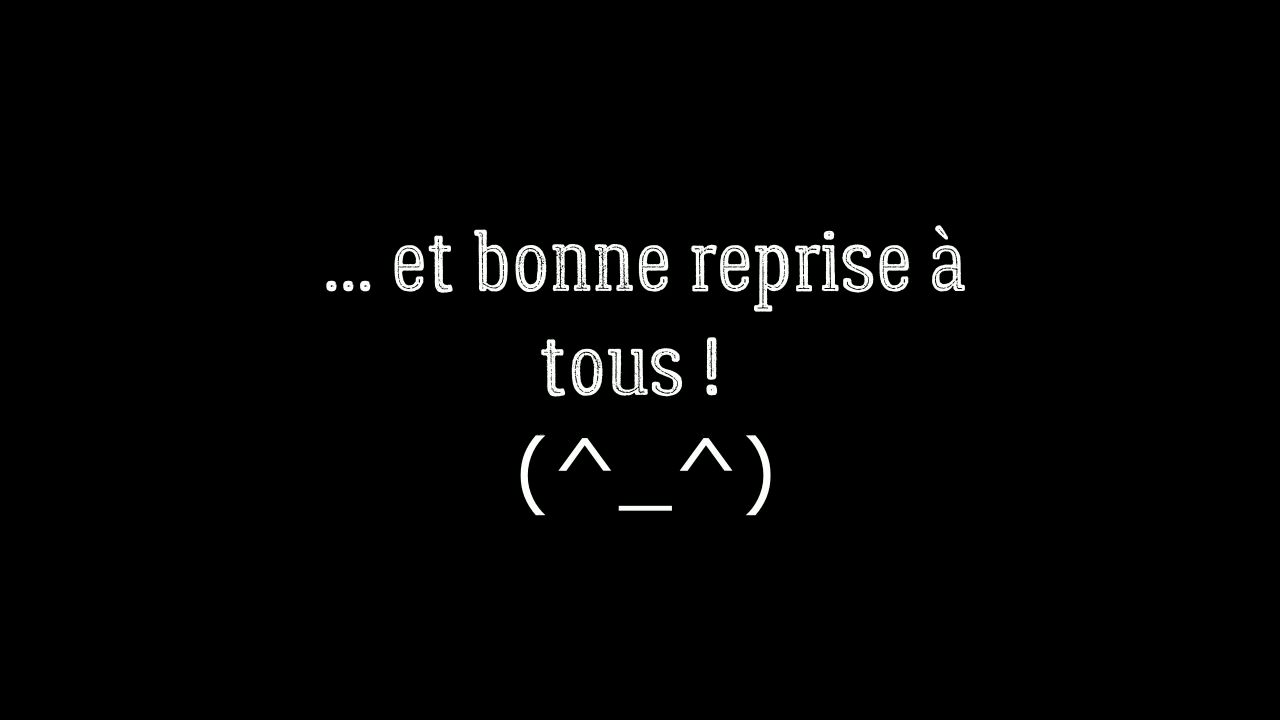 ... et bonne reprise à
tous !
(^_^)